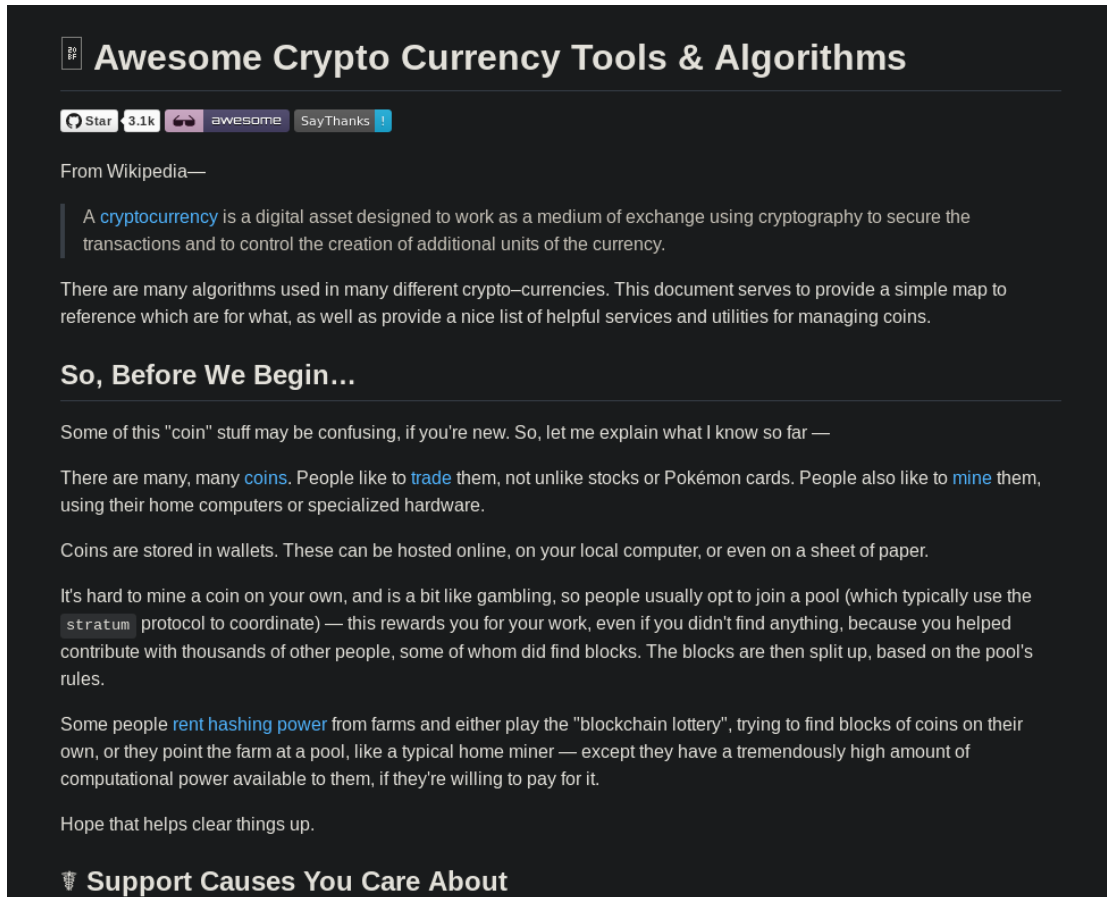 Awesome Crypto Currency Tools & Algorithms
Star 3.1k awesome SayThanks !
From Wikipedia—
A cryptocurrency is a digital asset designed to work as a medium of exchange using cryptography to secure the
transactions and to control the creation of additional units of the currency.
There are many algorithms used in many different crypto–currencies. This document serves to provide a simple map to
reference which are for what, as well as provide a nice list of helpful services and utilities for managing coins.
So, Before We Begin…
Some of this "coin" stuff may be confusing, if you're new. So, let me explain what I know so far —
There are many, many coins. People like to trade them, not unlike stocks or Pokémon cards. People also like to mine them,
using their home computers or specialized hardware.
Coins are stored in wallets. These can be hosted online, on your local computer, or even on a sheet of paper.
It's hard to mine a coin on your own, and is a bit like gambling, so people usually opt to join a pool (which typically use the
stratum protocol to coordinate) — this rewards you for your work, even if you didn't find anything, because you helped
contribute with thousands of other people, some of whom did find blocks. The blocks are then split up, based on the pool's
rules.
Some people rent hashing power from farms and either play the "blockchain lottery", trying to find blocks of coins on their
own, or they point the farm at a pool, like a typical home miner — except they have a tremendously high amount of
computational power available to them, if they're willing to pay for it.
Hope that helps clear things up.
☤ Support Causes You Care About